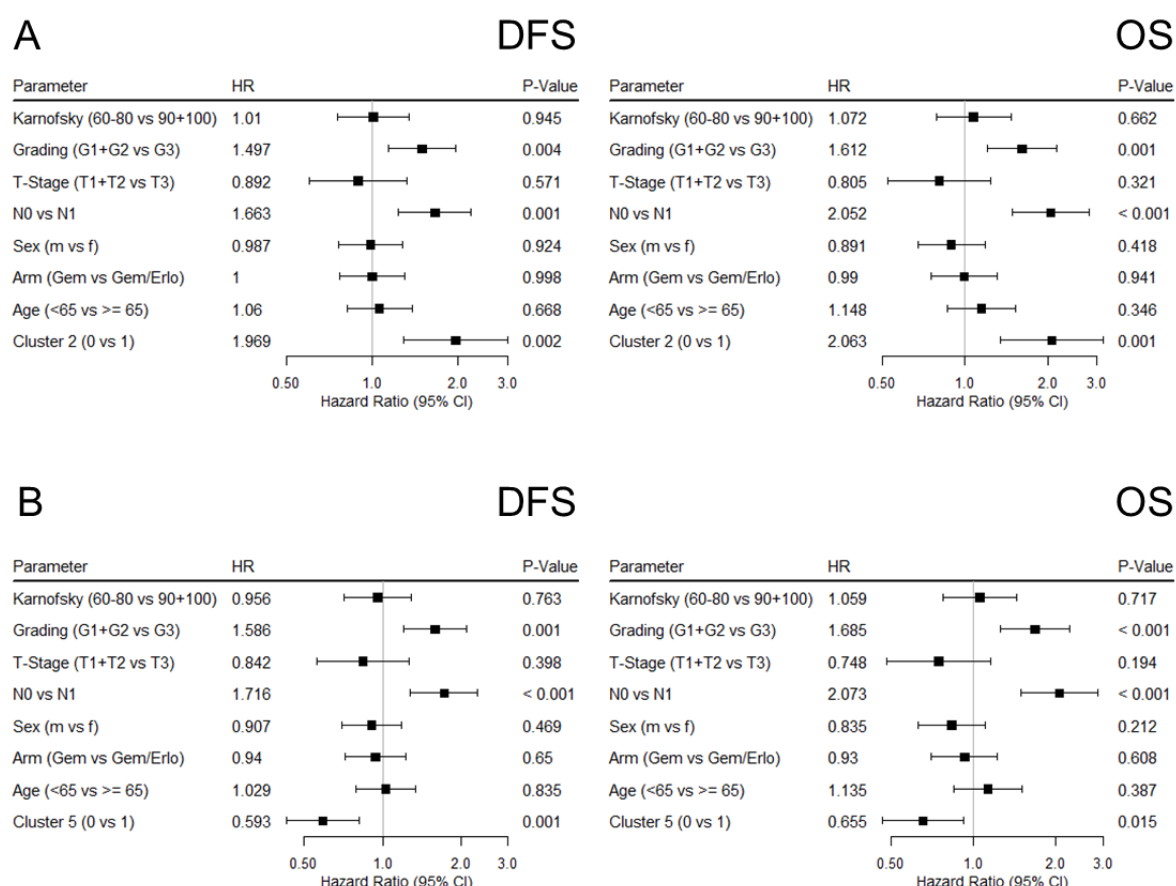 A DFS OS
Parameter HR P-Value Parameter HR P-Value
Karnofsky (60-80 vs 90+100) 1.01 0.945 Karnofsky (60-80 vs 90+100) 1.072 0.662
Grading (G1+G2 vs G3) 1.497 0.004 Grading (G1+G2 vs G3) 1.612 0.001
T-Stage (T1+T2 vs T3) 0.892 0.571 T-Stage (T1+T2 vs T3) 0.805 0.321
N0 vs N1 1.663 0.001 N0 vs N1 2.052 < 0.001
Sex (m vs f) 0.987 0.924 Sex (m vs f) 0.891 0.418
Arm (Gem vs Gem/Erlo) 1 0.998 Arm (Gem vs Gem/Erlo) 0.99 0.941
Age (<65 vs >= 65) 1.06 0.668 Age (<65 vs >= 65) 1.148 0.346
Cluster 2 (0 vs 1) 1.969 0.002 Cluster 2 (0 vs 1) 2.063 0.001
0.50 1.0 2.0 3.0 0.50 1.0 2.0 3.0
Hazard Ratio (95% CI) Hazard Ratio (95% CI)
B DFS OS
Parameter HR P-Value Parameter HR P-Value
Karnofsky (60-80 vs 90+100) 0.956 0.763 Karnofsky (60-80 vs 90+100) 1.059 0.717
Grading (G1+G2 vs G3) 1.586 0.001 Grading (G1+G2 vs G3) 1.685 < 0.001
T-Stage (T1+T2 vs T3) 0.842 0.398 T-Stage (T1+T2 vs T3) 0.748 0.194
N0 vs N1 1.716 < 0.001 N0 vs N1 2.073 < 0.001
Sex (m vs f) 0.907 0.469 Sex (m vs f) 0.835 0.212
Arm (Gem vs Gem/Erlo) 0.94 0.65 Arm (Gem vs Gem/Erlo) 0.93 0.608
Age (<65 vs >= 65) 1.029 0.835 Age (<65 vs >= 65) 1.135 0.387
Cluster 5 (0 vs 1) 0.593 0.001 Cluster 5 (0 vs 1) 0.655 0.015
0.50 1.0 2.0 3.0 0.50 1.0 2.0 3.0
Hazard Ratio (95% CI) Hazard Ratio (95% CI)